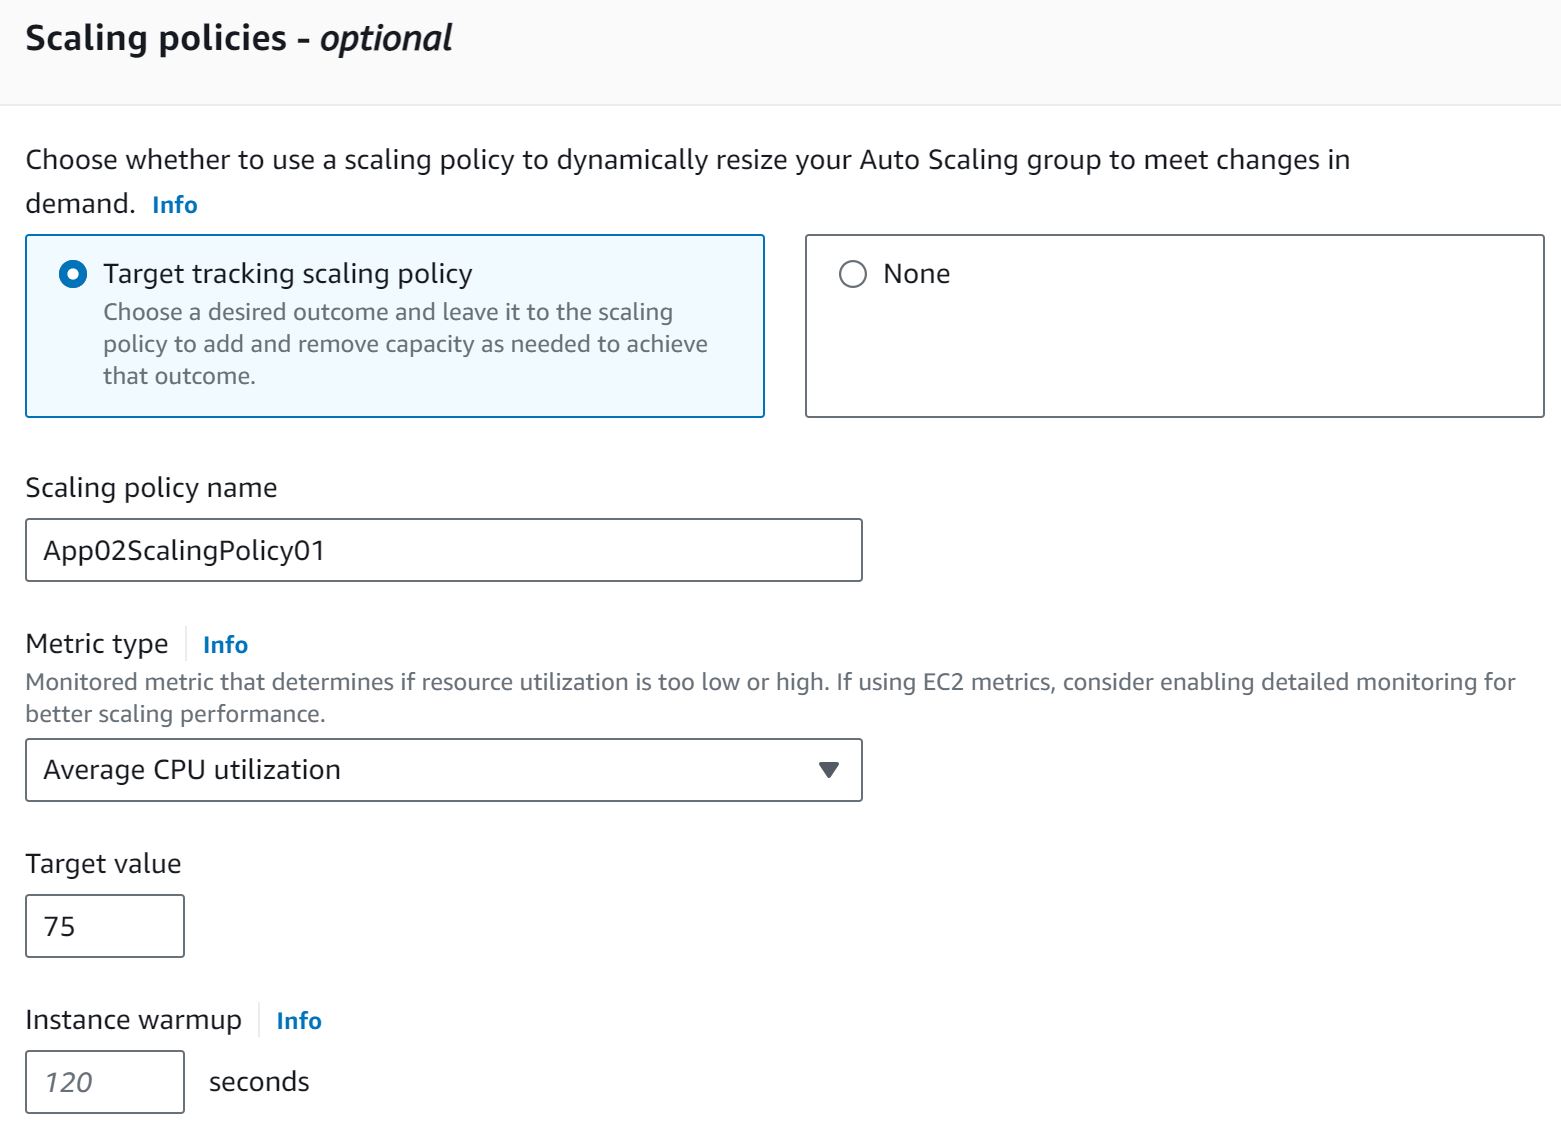 Scaling policies - optional
Choose whether to use a scaling policy to dynamically resize your Auto Scaling group to meet changes in
demand. Info
Target tracking scaling policy
Choose a desired outcome and leave it to the scaling
policy to add and remove capacity as needed to achieve
that outcome.
None
Scaling policy name
App02ScalingPolicy01
Metric type Info
Monitored metric that determines if resource utilization is too low or high. If using EC2 metrics, consider enabling detailed monitoring for
better scaling performance.
Average CPU utilization
Target value
75
Instance warmup Info
120 seconds